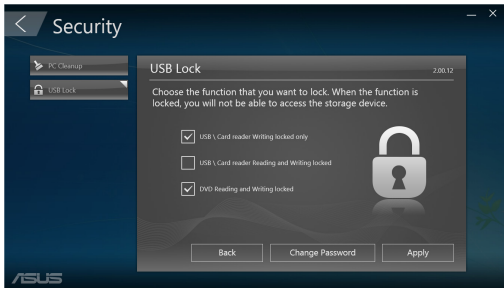 Security
PC Cleanup
USB Lock
USB Lock
2.00.12
Choose the function that you want to lock. When the function is
locked, you will not be able to access the storage device.
USB \ Card reader Writing locked only
USB \ Card reader Reading and Writing locked
DVD Reading and Writing locked
Back
Change Password
Apply
ASUS